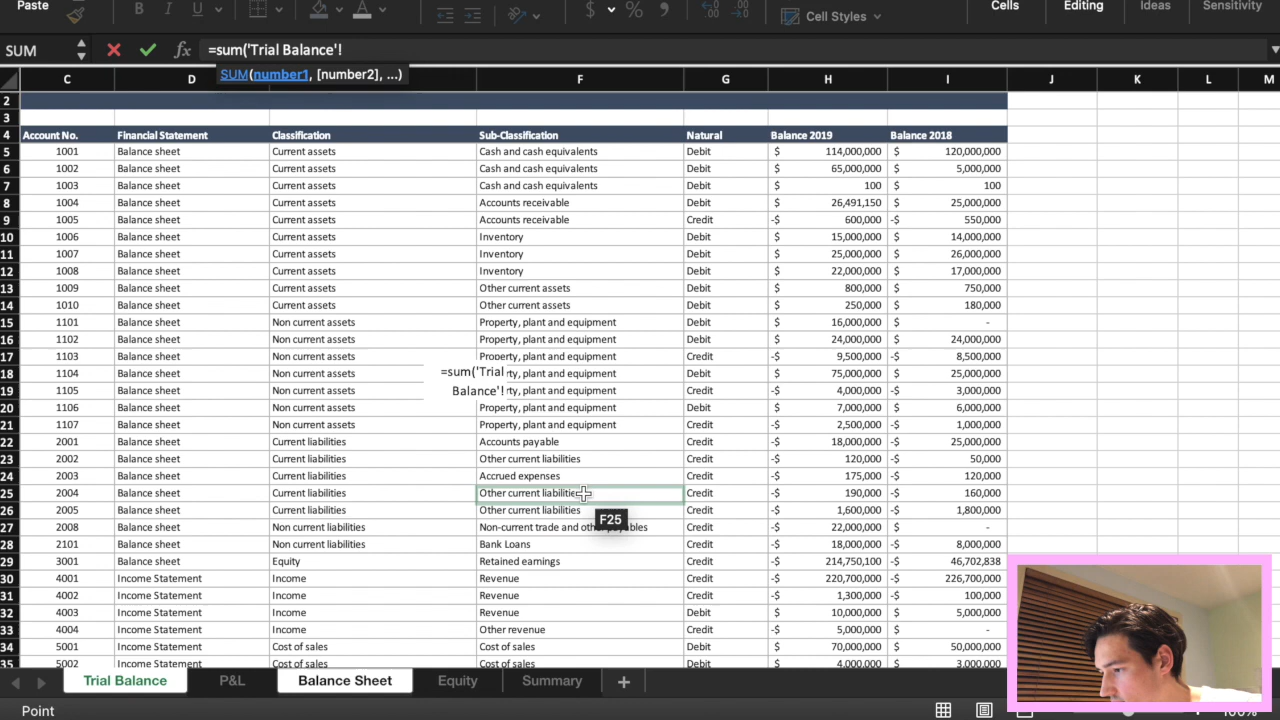 Paste
B I U
A
$ % ,
Cell Styles
Cells
Editing
Ideas
Sensitivity
SUM fx =sum('Trial Balance'!
SUM(number1, [number2], ...)
C D F G H I J K L M
2
3
4 Account No. Financial Statement Classification Sub-Classification Natural Balance 2019 Balance 2018
5 1001 Balance sheet Current assets Cash and cash equivalents Debit $ 114,000,000 $ 120,000,000
6 1002 Balance sheet Current assets Cash and cash equivalents Debit $ 65,000,000 $ 5,000,000
7 1003 Balance sheet Current assets Cash and cash equivalents Debit $ 100 $ 100
8 1004 Balance sheet Current assets Accounts receivable Debit $ 26,491,150 $ 25,000,000
9 1005 Balance sheet Current assets Accounts receivable Credit -$ 600,000 -$ 550,000
10 1006 Balance sheet Current assets Inventory Debit $ 15,000,000 $ 14,000,000
11 1007 Balance sheet Current assets Inventory Debit $ 25,000,000 $ 26,000,000
12 1008 Balance sheet Current assets Inventory Debit $ 22,000,000 $ 17,000,000
13 1009 Balance sheet Current assets Other current assets Debit $ 800,000 $ 750,000
14 1010 Balance sheet Current assets Other current assets Debit $ 250,000 $ 180,000
15 1101 Balance sheet Non current assets Property, plant and equipment Debit $ 16,000,000 $ -
16 1102 Balance sheet Non current assets Property, plant and equipment Debit $ 24,000,000 $ 24,000,000
17 1103 Balance sheet Non current assets Property, plant and equipment Credit -$ 9,500,000 -$ 8,500,000
18 1104 Balance sheet Non current assets =sum('Trial rty, plant and equipment Debit $ 75,000,000 $ 25,000,000
19 1105 Balance sheet Non current assets Balance'! rty, plant and equipment Credit -$ 4,000,000 -$ 3,000,000
20 1106 Balance sheet Non current assets Property, plant and equipment Debit $ 7,000,000 $ 6,000,000
21 1107 Balance sheet Non current assets Property, plant and equipment Credit -$ 2,500,000 -$ 1,000,000
22 2001 Balance sheet Current liabilities Accounts payable Credit -$ 18,000,000 -$ 25,000,000
23 2002 Balance sheet Current liabilities Other current liabilities Credit -$ 120,000 -$ 50,000
24 2003 Balance sheet Current liabilities Accrued expenses Credit -$ 175,000 -$ 120,000
25 2004 Balance sheet Current liabilities Other current liabilities Credit -$ 190,000 -$ 160,000
26 2005 Balance sheet Current liabilities Other current liabilities Credit -$ 1,600,000 -$ 1,800,000
F25
27 2008 Balance sheet Non current liabilities Non-current trade and other payables Credit -$ 22,000,000 $ -
28 2101 Balance sheet Non current liabilities Bank Loans Credit -$ 18,000,000 -$ 8,000,000
29 3001 Balance sheet Equity Retained earnings Credit -$ 214,750,100 -$ 46,702,838
30 4001 Income Statement Income Revenue Credit -$ 220,700,000 -$ 226,700,000
31 4002 Income Statement Income Revenue Credit -$ 1,300,000 -$ 100,000
32 4003 Income Statement Income Revenue Debit $ 10,000,000 $ 5,000,000
33 4004 Income Statement Income Other revenue Credit -$ 5,000,000 $ -
34 5001 Income Statement Cost of sales Cost of sales Debit $ 70,000,000 $ 50,000,000
35 5002 Income Statement Cost of sales Cost of sales Debit $ 4,000,000 $ 3,000,000
Trial Balance P&L Balance Sheet Equity Summary +
Point
100%